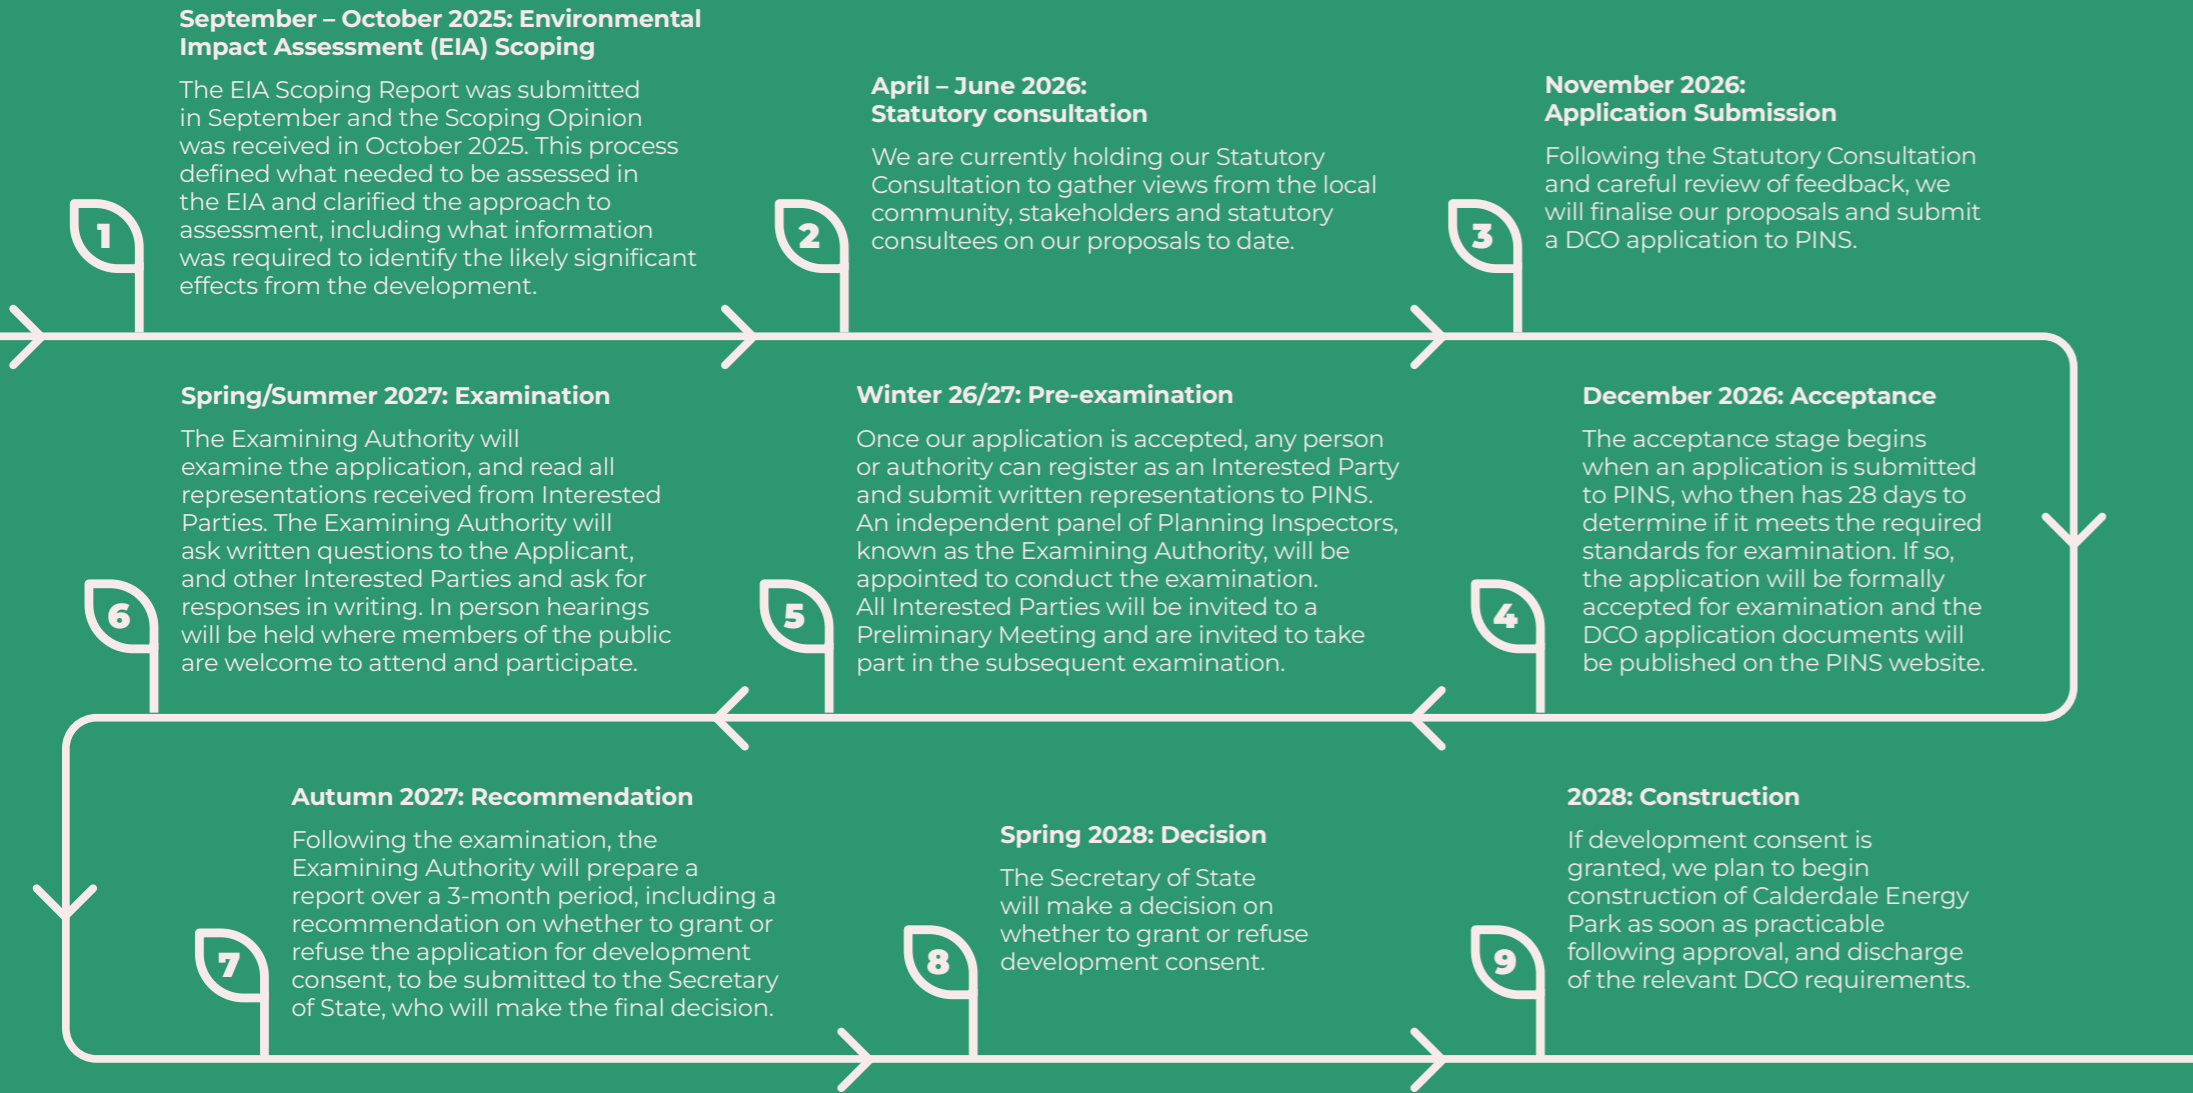 September – October 2025: Environmental
Impact Assessment (EIA) Scoping
The EIA Scoping Report was submitted
in September and the Scoping Opinion
was received in October 2025. This process
defined what needed to be assessed in
the EIA and clarified the approach to
assessment, including what information
was required to identify the likely significant
effects from the development.
1
April – June 2026:
Statutory consultation
We are currently holding our Statutory
Consultation to gather views from the local
community, stakeholders and statutory
consultees on our proposals to date.
2
November 2026:
Application Submission
Following the Statutory Consultation
and careful review of feedback, we
will finalise our proposals and submit
a DCO application to PINS.
3
December 2026: Acceptance
The acceptance stage begins
when an application is submitted
to PINS, who then has 28 days to
determine if it meets the required
standards for examination. If so,
the application will be formally
accepted for examination and the
DCO application documents will
be published on the PINS website.
4
Winter 26/27: Pre-examination
Once our application is accepted, any person
or authority can register as an Interested Party
and submit written representations to PINS.
An independent panel of Planning Inspectors,
known as the Examining Authority, will be
appointed to conduct the examination.
All Interested Parties will be invited to a
Preliminary Meeting and are invited to take
part in the subsequent examination.
5
Spring/Summer 2027: Examination
The Examining Authority will
examine the application, and read all
representations received from Interested
Parties. The Examining Authority will
ask written questions to the Applicant,
and other Interested Parties and ask for
responses in writing. In person hearings
will be held where members of the public
are welcome to attend and participate.
6
Autumn 2027: Recommendation
Following the examination, the
Examining Authority will prepare a
report over a 3-month period, including a
recommendation on whether to grant or
refuse the application for development
consent, to be submitted to the Secretary
of State, who will make the final decision.
7
Spring 2028: Decision
The Secretary of State
will make a decision on
whether to grant or refuse
development consent.
8
2028: Construction
If development consent is
granted, we plan to begin
construction of Calderdale Energy
Park as soon as practicable
following approval, and discharge
of the relevant DCO requirements.
9